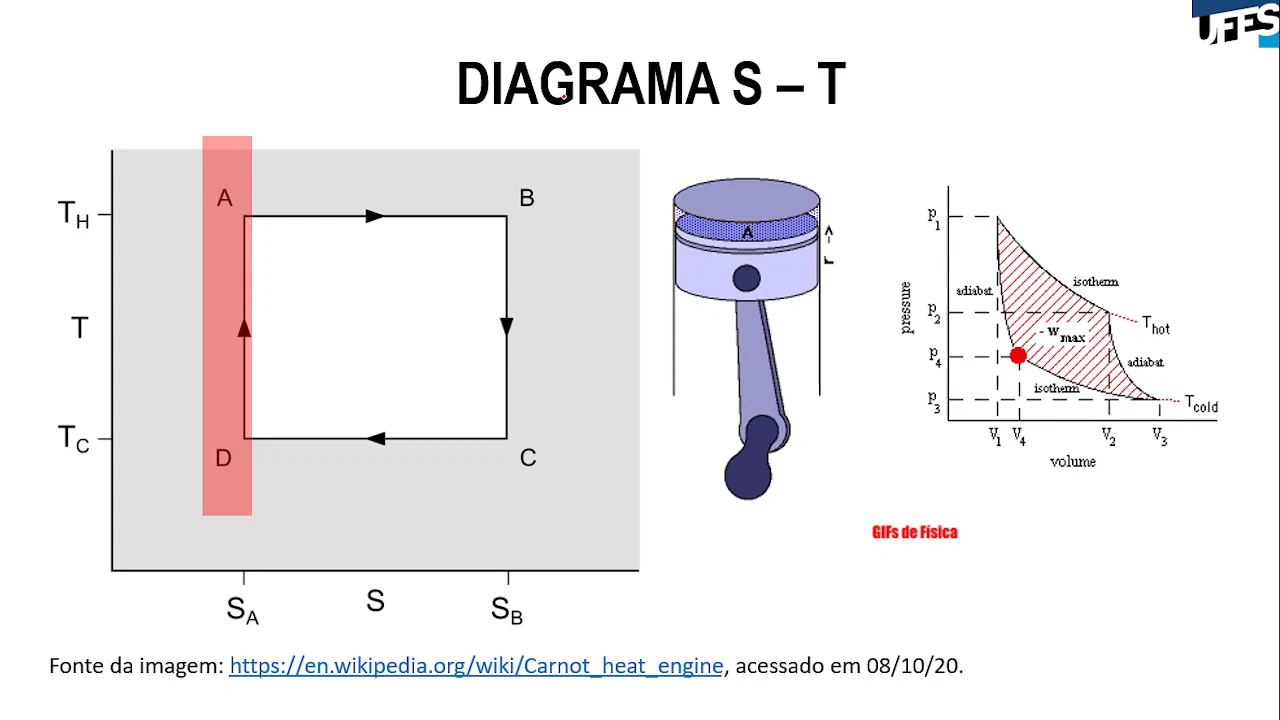 UFES
DIAGRAMA S – T
A
B
T_H
T
T_C
D
C
S_A
S
S_B
A
r ->
pressure
p_1
p_2
p_4
p_3
adiabat
isotherm
T_hot
- w_max
adiabat
isotherm
T_cold
V_1 V_4 V_2 V_3
volume
GIFs de Física
Fonte da imagem: https://en.wikipedia.org/wiki/Carnot_heat_engine, acessado em 08/10/20.